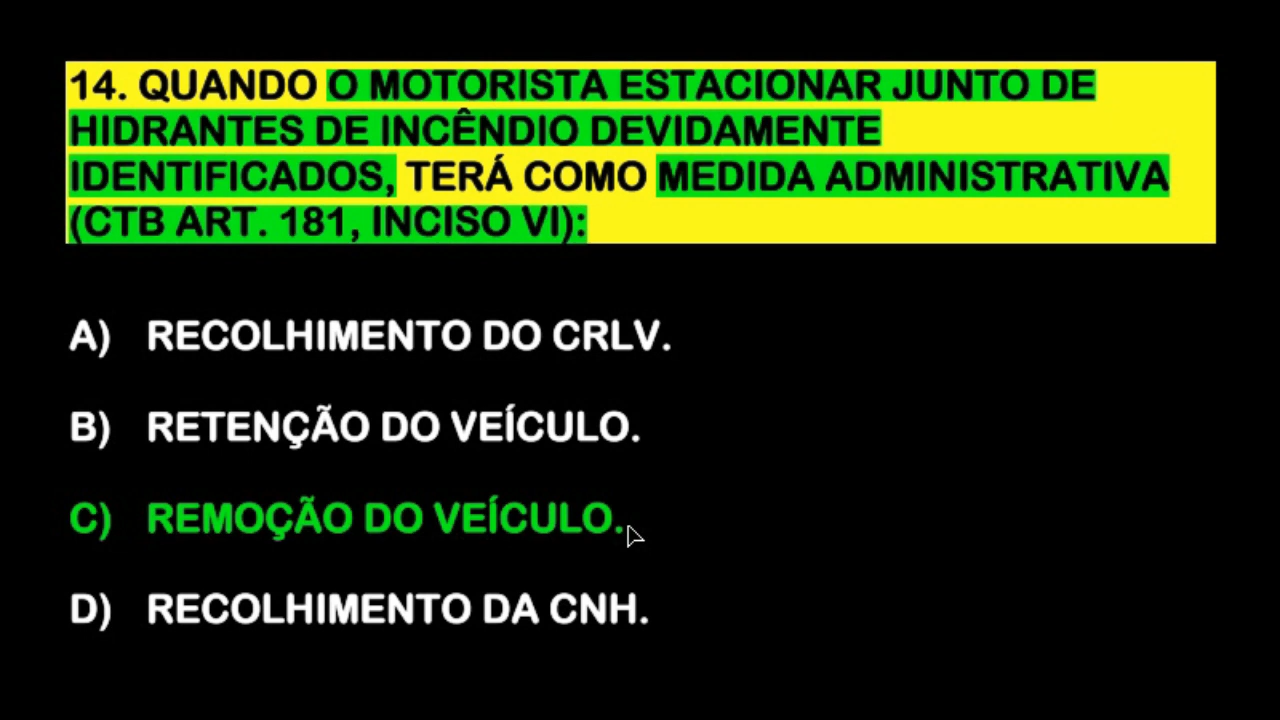 14. QUANDO O MOTORISTA ESTACIONAR JUNTO DE
HIDRANTES DE INCÊNDIO DEVIDAMENTE
IDENTIFICADOS, TERÁ COMO MEDIDA ADMINISTRATIVA
(CTB ART. 181, INCISO VI):
A) RECOLHIMENTO DO CRLV.
B) RETENÇÃO DO VEÍCULO.
C) REMOÇÃO DO VEÍCULO.
D) RECOLHIMENTO DA CNH.